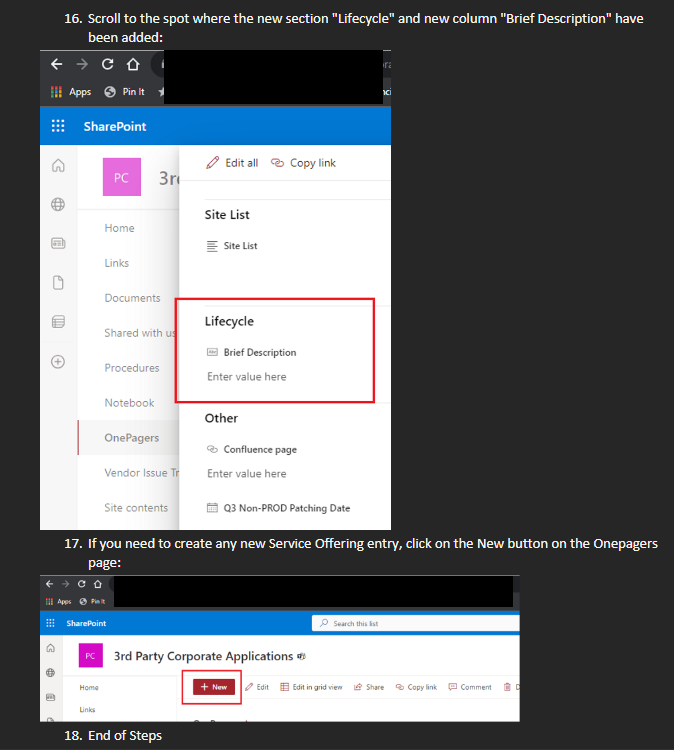 16. Scroll to the spot where the new section "Lifecycle" and new column "Brief Description" have
been added:
Apps Pin It
SharePoint
PC 3r
Edit all Copy link
Site List
Site List
Home
Links
Documents
Shared with us
Procedures
Notebook
OnePagers
Vendor Issue Tr
Site contents
Lifecycle
Brief Description
Enter value here
Other
Confluence page
Enter value here
Q3 Non-PROD Patching Date
17. If you need to create any new Service Offering entry, click on the New button on the Onepagers
page:
Apps Pin It
SharePoint Search this list
PC 3rd Party Corporate Applications
Home + New Edit Edit in grid view Share Copy link Comment D
Links
18. End of Steps